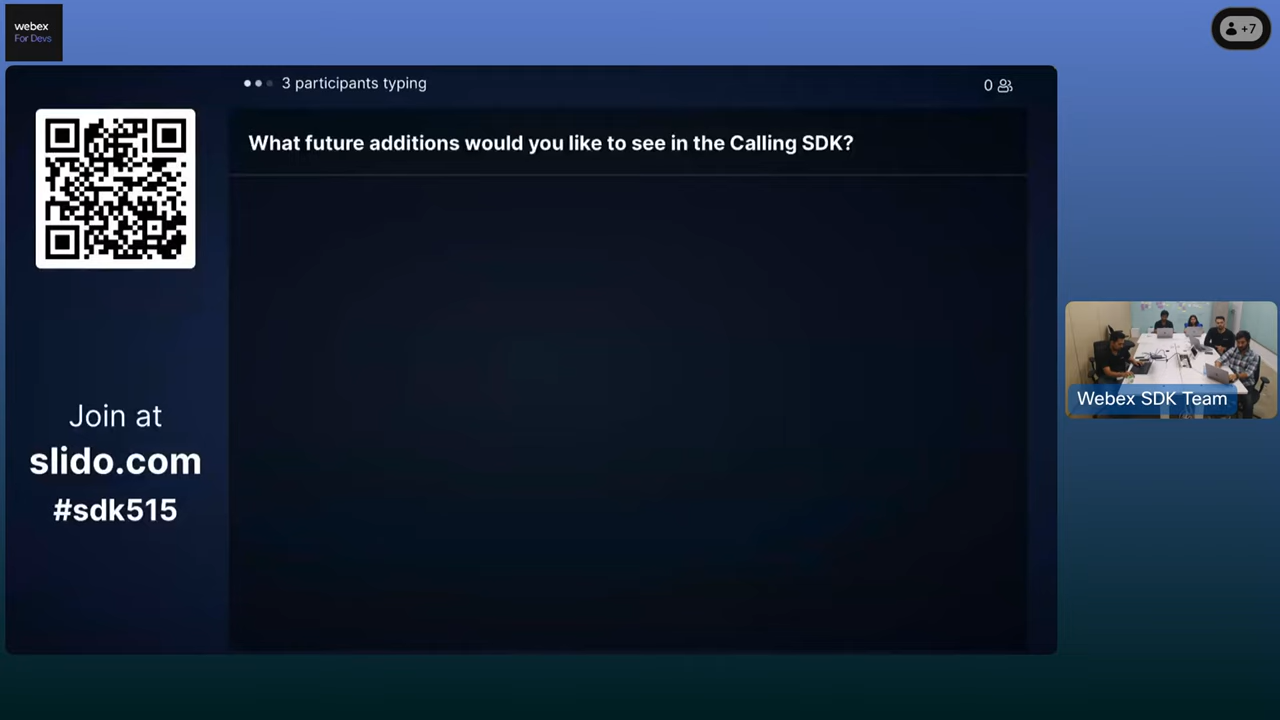 webex
For Devs
+7
3 participants typing
0
What future additions would you like to see in the Calling SDK?
Join at
slido.com
#sdk515
Webex SDK Team